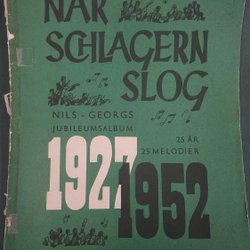 NÄR
SCHLAGERN
SLOG
NILS-GEORGS
JUBILEUMSALBUM
25 ÅR
25 MELODIER
1927
1952